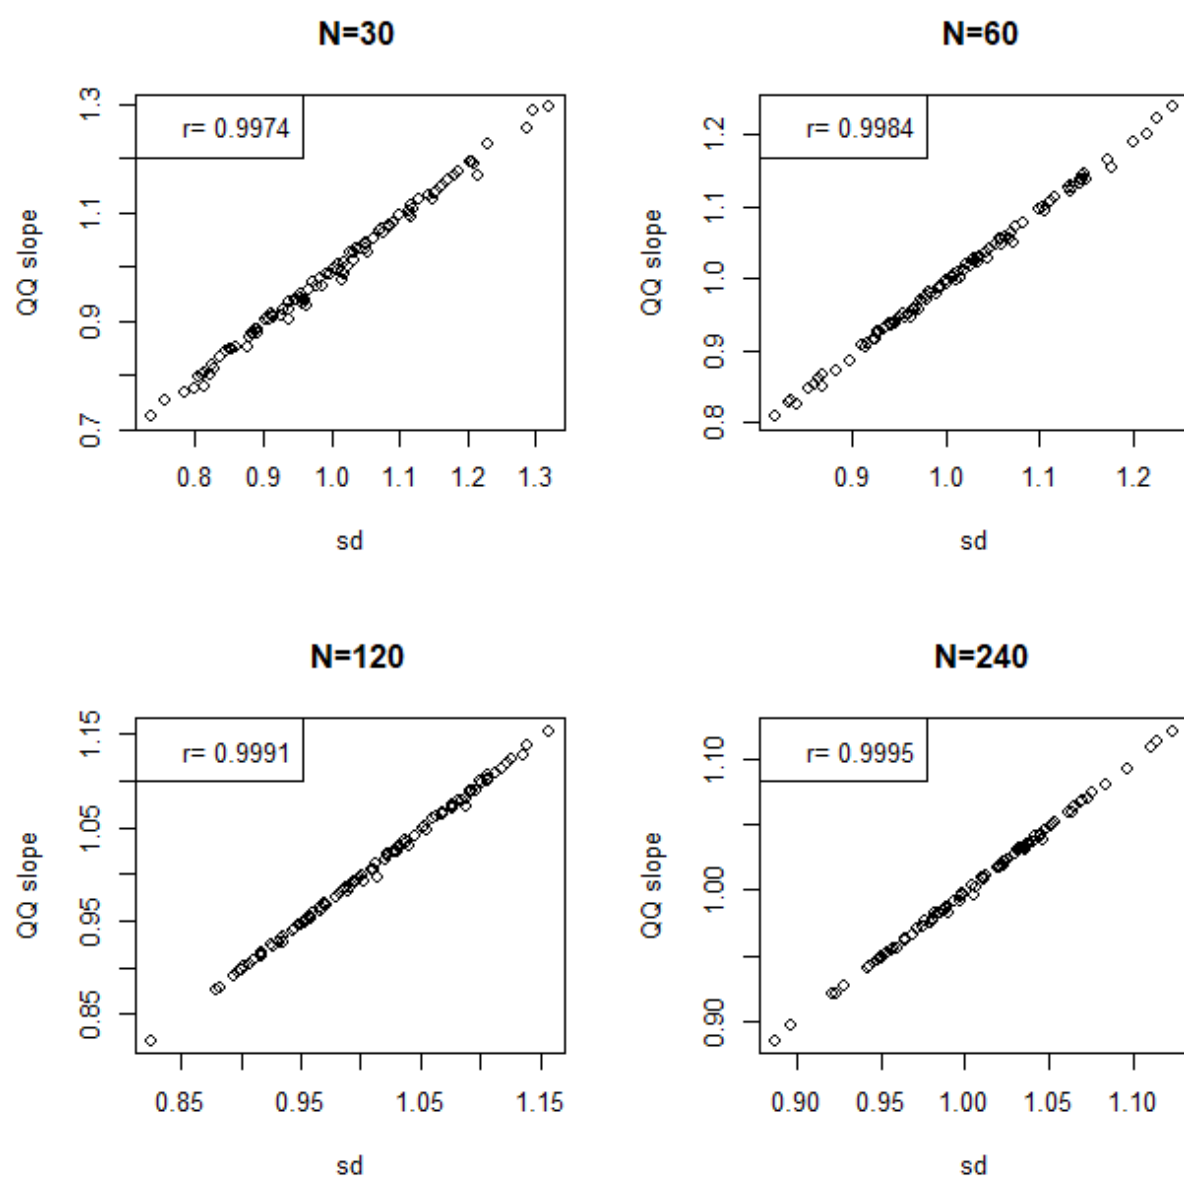 N=30
r= 0.9974
QQ slope
0.7 0.9 1.1 1.3
0.8 0.9 1.0 1.1 1.2 1.3
sd
N=60
r= 0.9984
QQ slope
0.8 0.9 1.0 1.1 1.2
0.9 1.0 1.1 1.2
sd
N=120
r= 0.9991
QQ slope
0.85 0.95 1.05 1.15
0.85 0.95 1.05 1.15
sd
N=240
r= 0.9995
QQ slope
0.90 1.00 1.10
0.90 0.95 1.00 1.05 1.10
sd